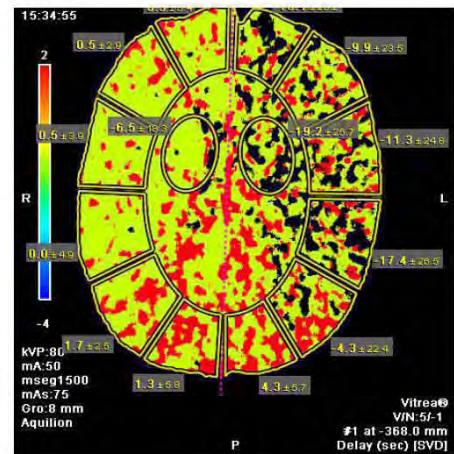 15:34:55
2
0.5±2.9
-9.9±23.5
0.5±3.9
-6.5±18.3
-19.2±25.7
-11.3±24.8
R
L
0.0±4.9
-17.4±26.5
-4
1.7±2.5
-4.3±22.4
1.3±5.8
4.3±5.7
kVP:80
mA:50
mseg1500
mAs:75
Gro:8 mm
Aquilion
P
Vitrea®
V/N:5/-1
#1 at -368.0 mm
Delay (sec) [SVD]